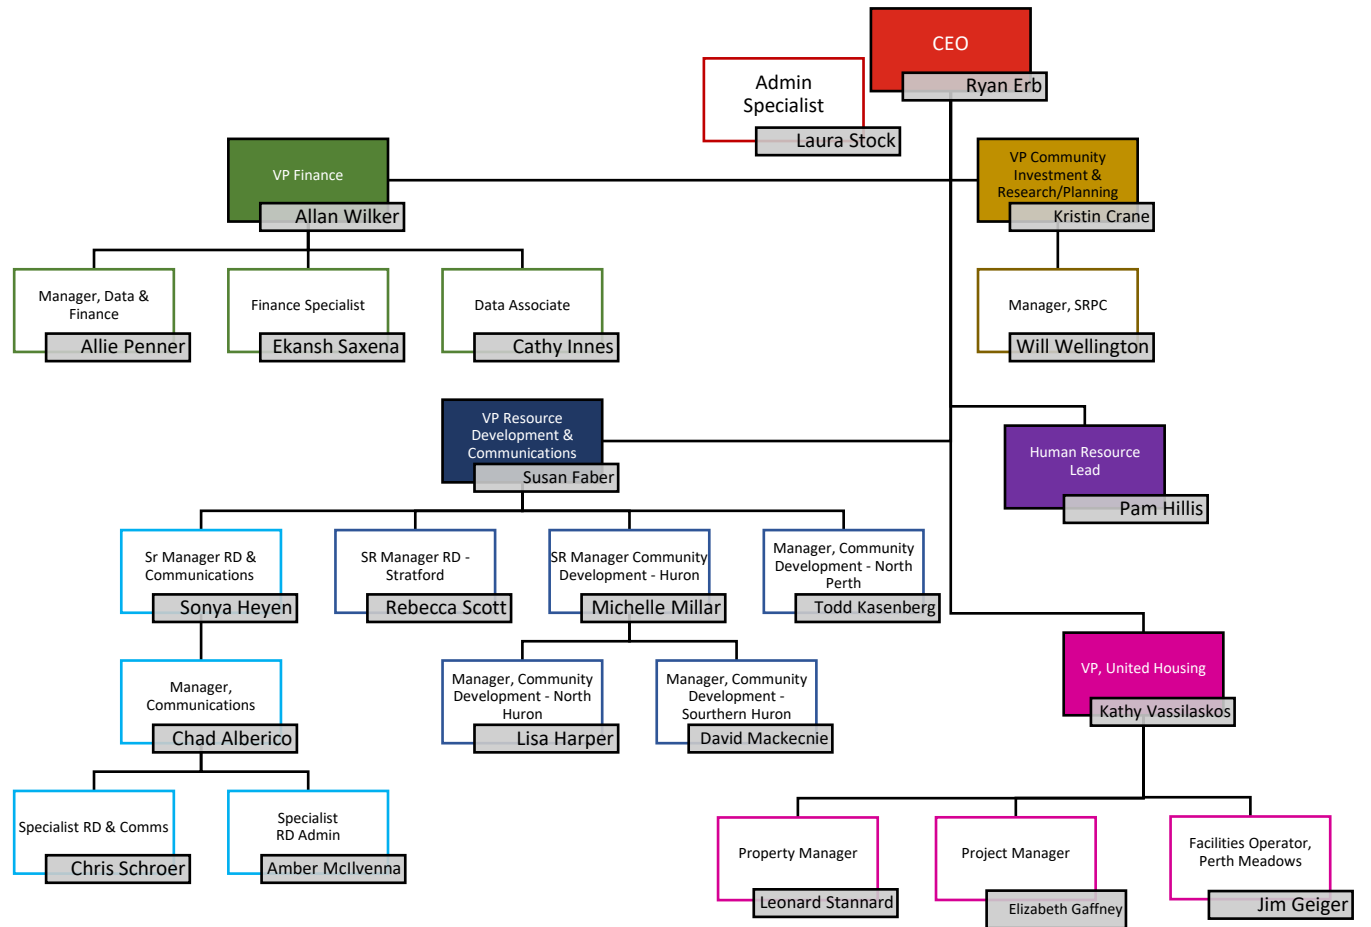 CEO
Ryan Erb
Admin
Specialist
Laura Stock
VP Finance
Allan Wilker
VP Community
Investment &
Research/Planning
Kristin Crane
Manager, Data &
Finance
Allie Penner
Finance Specialist
Ekansh Saxena
Data Associate
Cathy Innes
Manager, SRPC
Will Wellington
VP Resource
Development &
Communications
Susan Faber
Human Resource
Lead
Pam Hillis
Sr Manager RD &
Communications
Sonya Heyen
SR Manager RD -
Stratford
Rebecca Scott
SR Manager Community
Development - Huron
Michelle Millar
Manager, Community
Development - North
Perth
Todd Kasenberg
VP, United Housing
Kathy Vassilaskos
Manager,
Communications
Chad Alberico
Manager, Community
Development - North
Huron
Lisa Harper
Manager, Community
Development -
Sourthern Huron
David Mackecnie
Specialist RD & Comms
Chris Schroer
Specialist
RD Admin
Amber McIlvenna
Property Manager
Leonard Stannard
Project Manager
Elizabeth Gaffney
Facilities Operator,
Perth Meadows
Jim Geiger